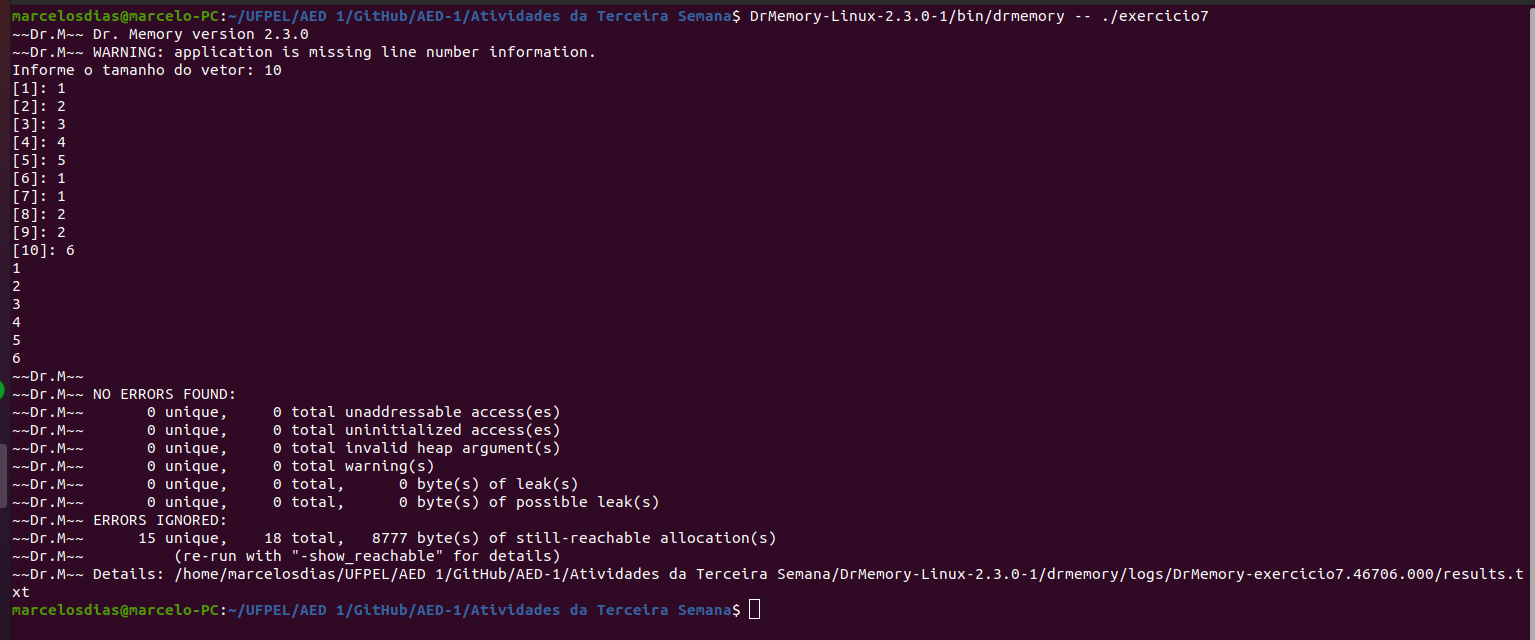 marcelosdias@marcelo-PC:~/UFPEL/AED 1/GitHub/AED-1/Atividades da Terceira Semana$ DrMemory-Linux-2.3.0-1/bin/drmemory -- ./exercicio7
~~Dr.M~~ Dr. Memory version 2.3.0
~~Dr.M~~ WARNING: application is missing line number information.
Informe o tamanho do vetor: 10
[1]: 1
[2]: 2
[3]: 3
[4]: 4
[5]: 5
[6]: 1
[7]: 1
[8]: 2
[9]: 2
[10]: 6
1
2
3
4
5
6
~~Dr.M~~
~~Dr.M~~ NO ERRORS FOUND:
~~Dr.M~~       0 unique,     0 total unaddressable access(es)
~~Dr.M~~       0 unique,     0 total uninitialized access(es)
~~Dr.M~~       0 unique,     0 total invalid heap argument(s)
~~Dr.M~~       0 unique,     0 total warning(s)
~~Dr.M~~       0 unique,     0 total,      0 byte(s) of leak(s)
~~Dr.M~~       0 unique,     0 total,      0 byte(s) of possible leak(s)
~~Dr.M~~ ERRORS IGNORED:
~~Dr.M~~      15 unique,    18 total,   8777 byte(s) of still-reachable allocation(s)
~~Dr.M~~          (re-run with "-show_reachable" for details)
~~Dr.M~~ Details: /home/marcelosdias/UFPEL/AED 1/GitHub/AED-1/Atividades da Terceira Semana/DrMemory-Linux-2.3.0-1/drmemory/logs/DrMemory-exercicio7.46706.000/results.t
xt
marcelosdias@marcelo-PC:~/UFPEL/AED 1/GitHub/AED-1/Atividades da Terceira Semana$